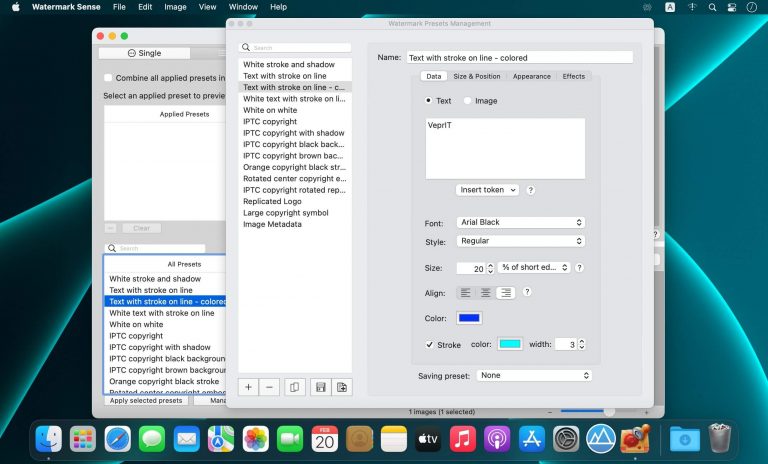 Watermark Sense File Edit Image View Window Help
A
Watermark Presets Management
Single
Combine all applied presets in
Select an applied preset to preview
Applied Presets
Clear
Search
All Presets
White stroke and shadow
Text with stroke on line
Text with stroke on line - colored
White text with stroke on line
White on white
IPTC copyright
IPTC copyright with shadow
IPTC copyright black background
IPTC copyright brown background
Orange copyright black stroke
Rotated center copyright
Apply selected presets
Search
White stroke and shadow
Text with stroke on line
Text with stroke on line - c...
White text with stroke on li...
White on white
IPTC copyright
IPTC copyright with shadow
IPTC copyright black back...
IPTC copyright brown bac...
Orange copyright black str...
Rotated center copyright e...
IPTC copyright rotated rep...
Replicated Logo
Large copyright symbol
Image Metadata
Name: Text with stroke on line - colored
Data Size & Position Appearance Effects
Text Image
VeprIT
Insert token ?
Font: Arial Black
Style: Regular
Size: 20 % of short ed... ?
Align: ?
Color:
Stroke color: width: 3
Saving preset: None
?
1 images (1 selected)
FEB
20
tv